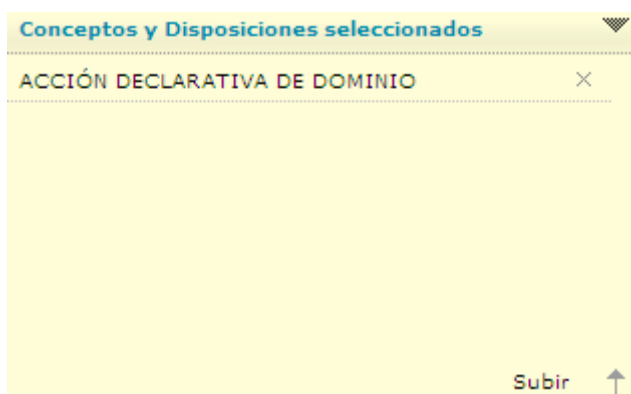 Conceptos y Disposiciones seleccionados
ACCIÓN DECLARATIVA DE DOMINIO
Subir